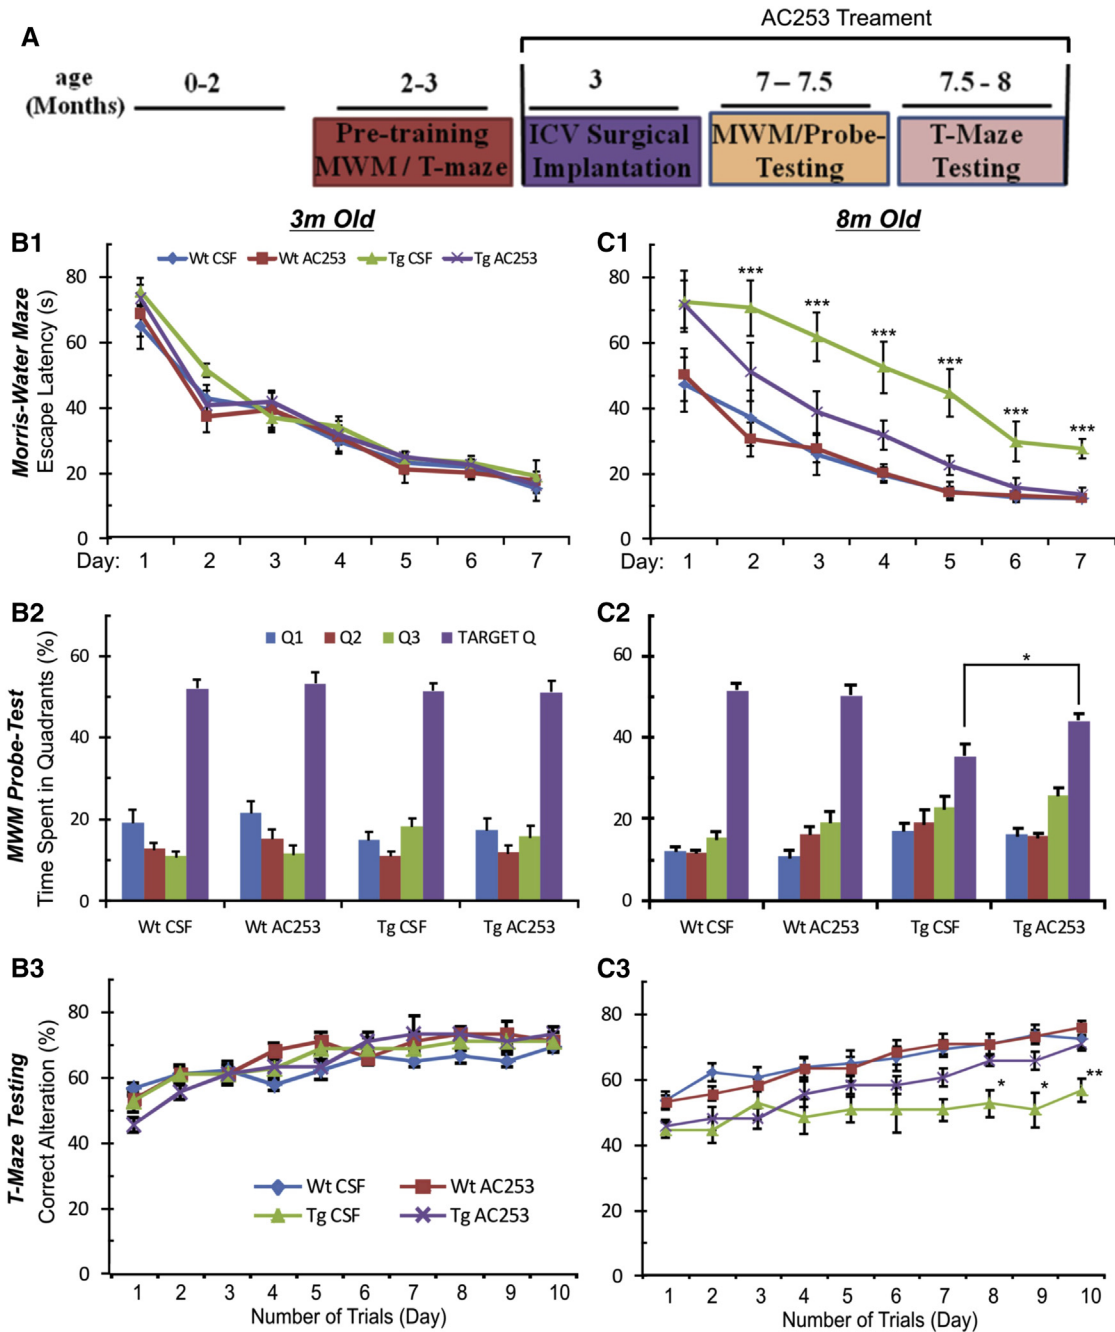 A
AC253 Treament
age
(Months)
0-2
2-3
3
7 – 7.5
7.5 - 8
Pre-training
MWM / T-maze
ICV Surgical
Implantation
MWM/Probe-
Testing
T-Maze
Testing
B1
3m Old
Wt CSF
Wt AC253
Tg CSF
Tg AC253
Morris-Water Maze
Escape Latency (s)
80
60
40
20
0
Day: 1 2 3 4 5 6 7
C1
8m Old
80
60
40
20
0
***
***
***
***
***
***
Day: 1 2 3 4 5 6 7
B2
Q1 Q2 Q3 TARGET Q
MWM Probe-Test
Time Spent in Quadrants (%)
60
40
20
0
Wt CSF Wt AC253 Tg CSF Tg AC253
C2
60
40
20
0
*
Wt CSF Wt AC253 Tg CSF Tg AC253
B3
T-Maze Testing
Correct Alteration (%)
80
60
40
20
0
Wt CSF Wt AC253
Tg CSF Tg AC253
1 2 3 4 5 6 7 8 9 10
Number of Trials (Day)
C3
80
60
40
20
0
* * **
1 2 3 4 5 6 7 8 9 10
Number of Trials (Day)